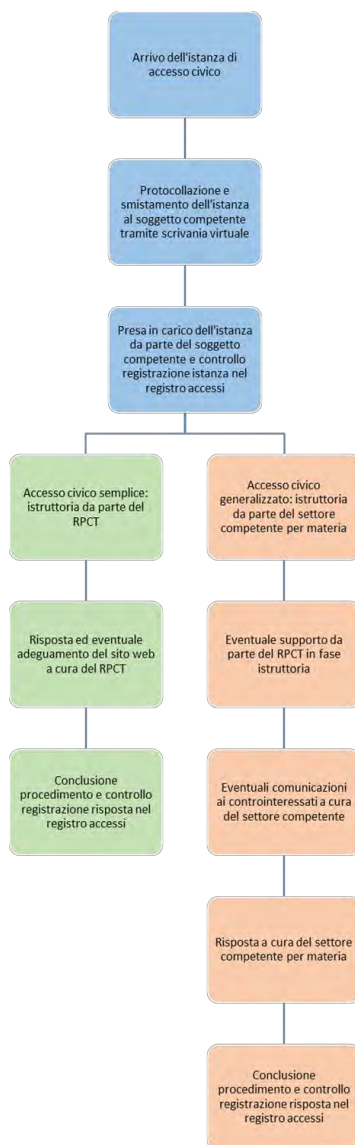 Arrivo dell'istanza di
accesso civico
Protocollazione e
smistamento dell'istanza
al soggetto competente
tramite scrivania virtuale
Presa in carico dell'istanza
da parte del soggetto
competente e controllo
registrazione istanza nel
registro accessi
Accesso civico semplice:
istruttoria da parte del
RPCT
Risposta ed eventuale
adeguamento del sito web
a cura del RPCT
Conclusione
procedimento e controllo
registrazione risposta nel
registro accessi
Accesso civico
generalizzato: istruttoria
da parte del settore
competente per materia
Eventuale supporto da
parte del RPCT in fase
istruttoria
Eventuali comunicazioni
ai controinteressati a cura
del settore competente
Risposta a cura del settore
competente per materia
Conclusione
procedimento e controllo
registrazione risposta nel
registro accessi